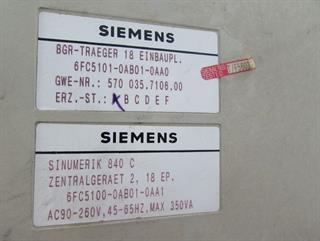 SIEMENS
BGR-TRAEGER 18 EINBAUPL.
6FC5101-0AB01-0AA0
GWE-NR.: 570 035.7106.00
ERZ.-ST.: A B C D E F
SIEMENS
SINUMERIK 840 C
ZENTRALGERAET 2, 18 EP.
6FC5100-0AB01-0AA1
AC90-260V, 45-65HZ, MAX 350VA